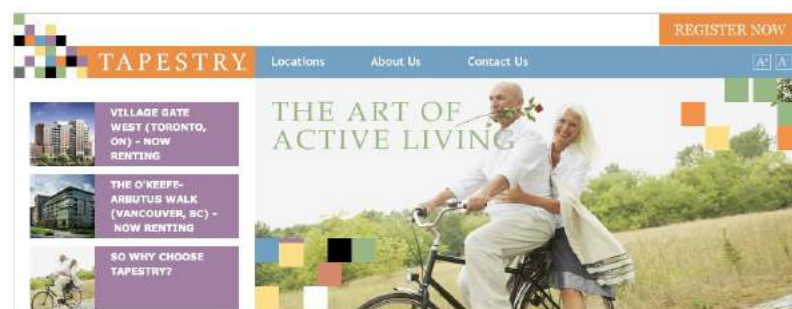 REGISTER NOW
TAPESTRY
Locations About Us Contact Us
A+ A-
THE ART OF
ACTIVE LIVING
VILLAGE GATE
WEST (TORONTO,
ON) - NOW
RENTING
THE O'KEEFE-
ARBUTUS WALK
(VANCOUVER, BC) -
NOW RENTING
SO WHY CHOOSE
TAPESTRY?